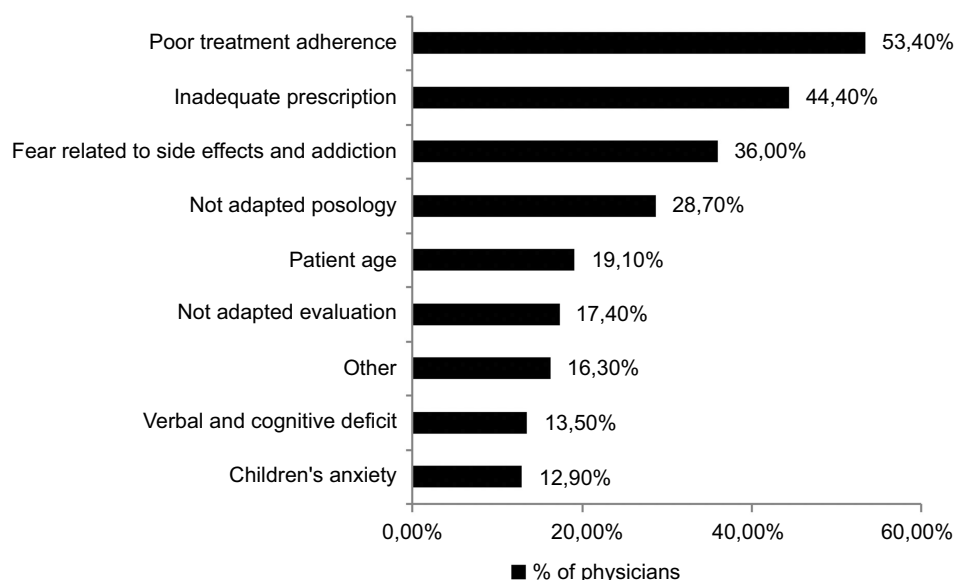 Poor treatment adherence 53,40%
Inadequate prescription 44,40%
Fear related to side effects and addiction 36,00%
Not adapted posology 28,70%
Patient age 19,10%
Not adapted evaluation 17,40%
Other 16,30%
Verbal and cognitive deficit 13,50%
Children's anxiety 12,90%
0,00% 20,00% 40,00% 60,00%
% of physicians